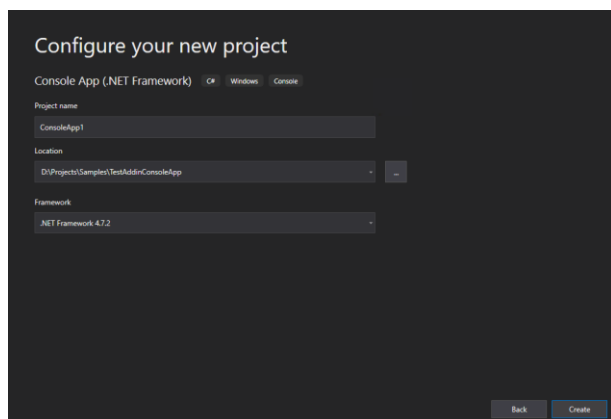 Configure your new project
Console App (.NET Framework) C# Windows Console
Project name
ConsoleApp1
Location
D:\Projects\Samples\TestAddinConsoleApp
...
Framework
.NET Framework 4.7.2
Back Create